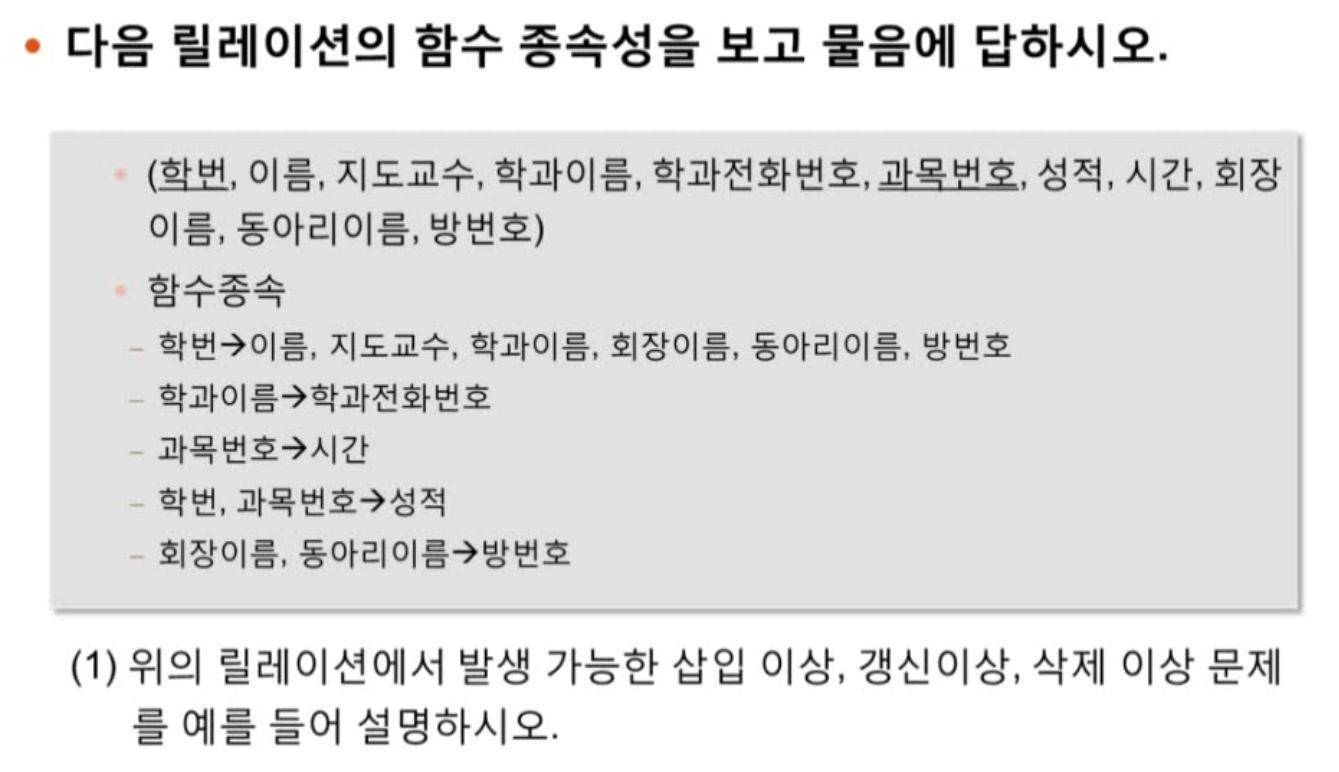 • 다음 릴레이션의 함수 종속성을 보고 물음에 답하시오.
• (학번, 이름, 지도교수, 학과이름, 학과전화번호, 과목번호, 성적, 시간, 회장
이름, 동아리이름, 방번호)
• 함수종속
– 학번→이름, 지도교수, 학과이름, 회장이름, 동아리이름, 방번호
– 학과이름→학과전화번호
– 과목번호→시간
– 학번, 과목번호→성적
– 회장이름, 동아리이름→방번호
(1) 위의 릴레이션에서 발생 가능한 삽입 이상, 갱신이상, 삭제 이상 문제
를 예를 들어 설명하시오.